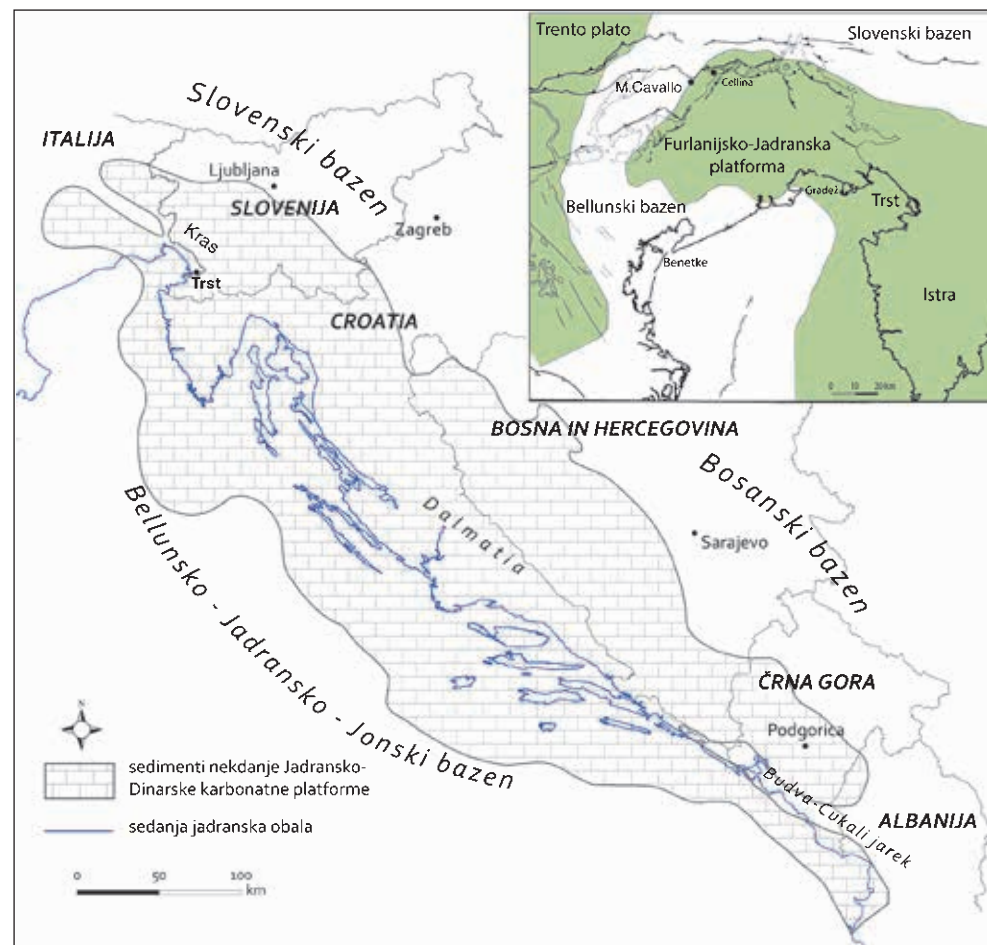 Slovenski bazen
ITALIJA
Ljubljana
SLOVENIJA
Zagreb
Kras
Trst
CROATIA
BOSNA IN HERCEGOVINA
Bosanski bazen
Dalmatia
Sarajevo
Bellunsko - Jadransko - Jonski bazen
ČRNA GORA
Podgorica
Budva-Cukali jarek
ALBANIJA
N
sedimenti nekdanje Jadransko-
Dinarske karbonatne platforme
sedanja jadranska obala
0 50 100
km
Trento plato
Slovenski bazen
M.Cavallo
Cellina
Furlanijsko-Jadranska
platforma
Gradež
Trst
Bellunski bazen
Benetke
Istra
0 10 20 km